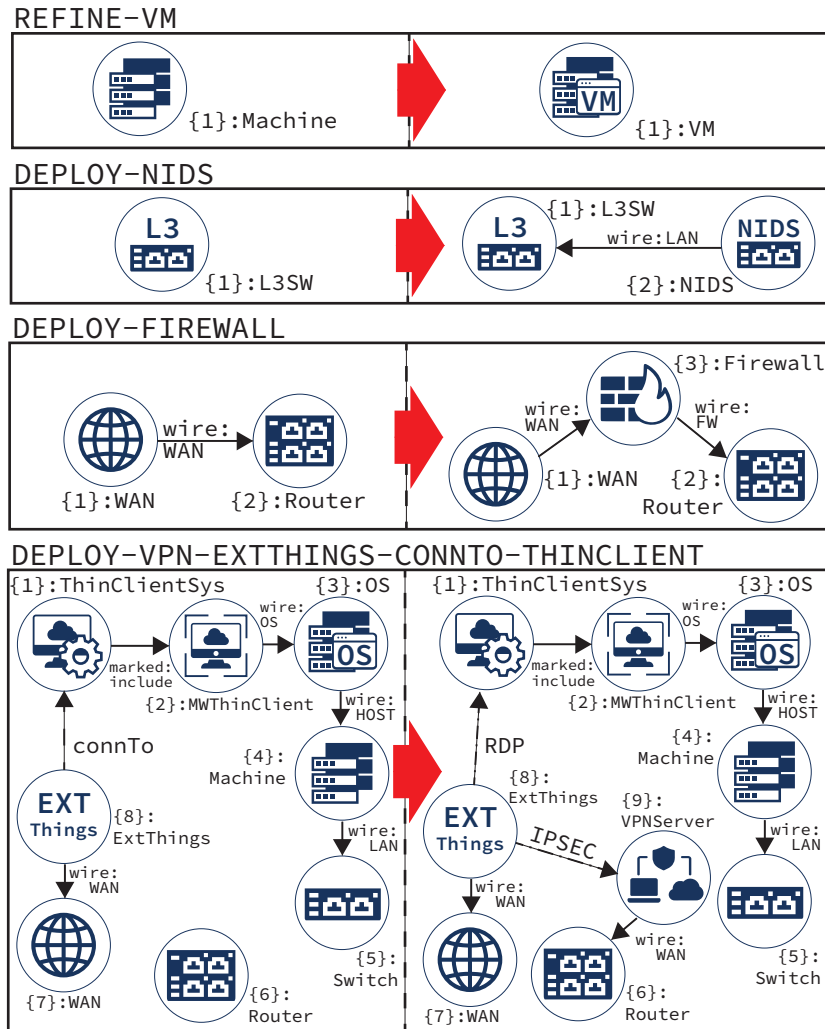 REFINE-VM
{1}:Machine
VM
{1}:VM
DEPLOY-NIDS
L3
{1}:L3SW
L3
{1}:L3SW
wire:LAN
NIDS
{2}:NIDS
DEPLOY-FIREWALL
wire:
WAN
{1}:WAN
{2}:Router
{3}:Firewall
wire:
WAN
wire:
FW
{1}:WAN
{2}:
Router
DEPLOY-VPN-EXTTHINGS-CONNTO-THINCLIENT
{1}:ThinClientSys
{3}:OS
wire:
OS
OS
marked:
include
{2}:MWThinClient
wire:
HOST
connTo
{4}:
Machine
EXT
Things
{8}:
ExtThings
wire:
LAN
wire:
WAN
{5}:
Switch
{6}:
Router
{7}:WAN
{1}:ThinClientSys
{3}:OS
wire:
OS
OS
marked:
include
{2}:MWThinClient
wire:
HOST
RDP
{4}:
Machine
{8}:
ExtThings
{9}:
VPNServer
EXT
Things
IPSEC
wire:
LAN
wire:
WAN
wire:
WAN
{5}:
Switch
{6}:
Router
{7}:WAN